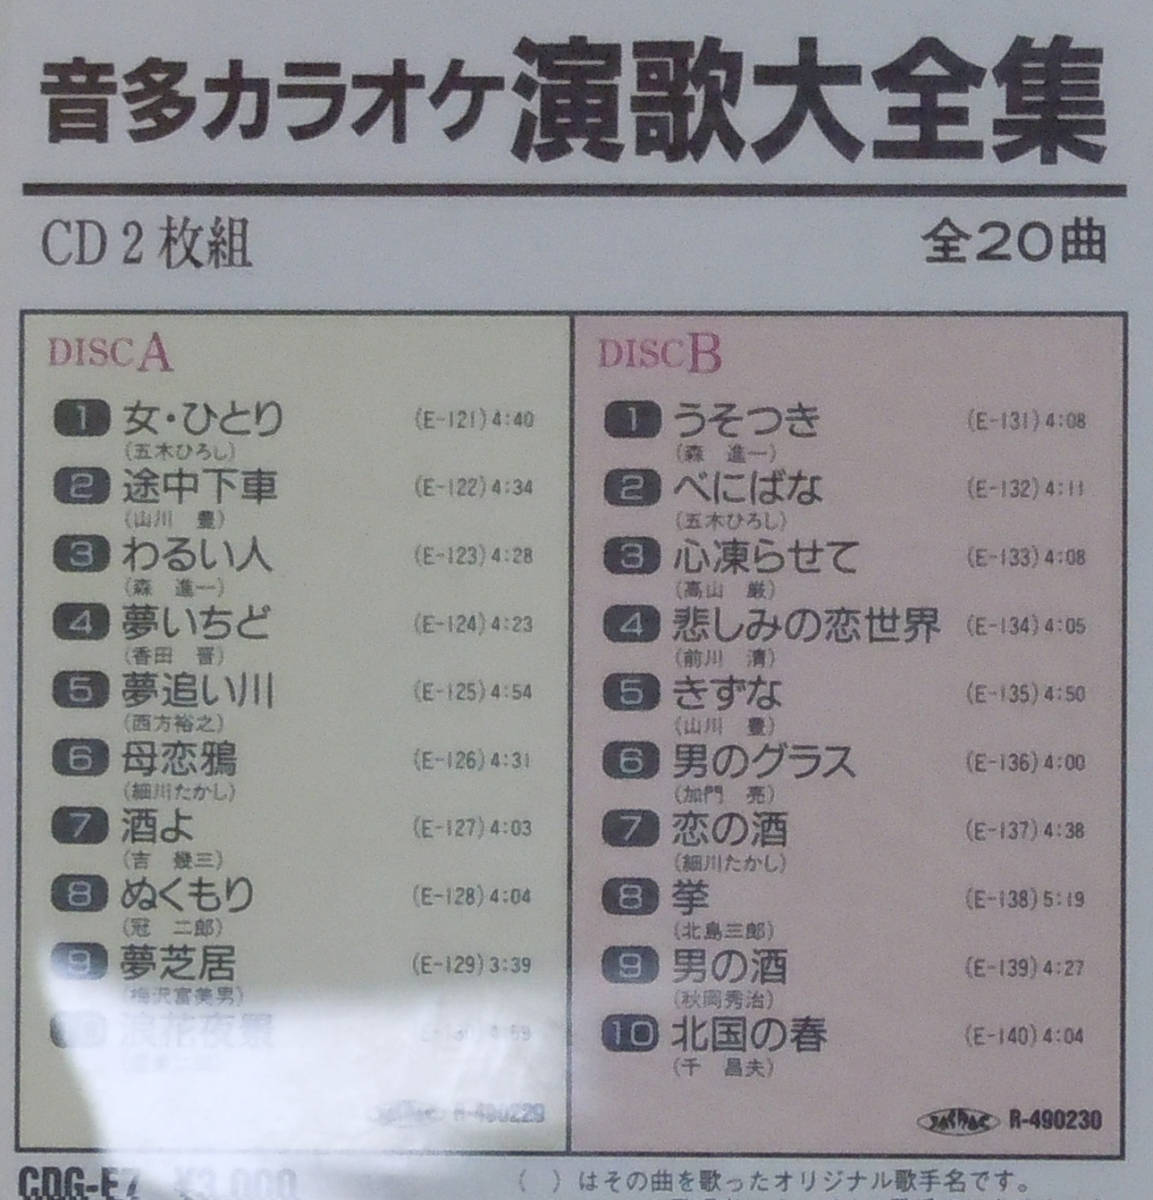 音多カラオケ演歌大全集
CD2枚組 全20曲
DISC A
1 女・ひとり (E-121) 4:40
(五木ひろし)
2 途中下車 (E-122) 4:34
(山川 豊)
3 わるい人 (E-123) 4:28
(森 進一)
4 夢いちど (E-124) 4:23
(香田 晋)
5 夢追い川 (E-125) 4:54
(西方裕之)
6 母恋鴉 (E-126) 4:31
(細川たかし)
7 酒よ (E-127) 4:03
(吉 幾三)
8 ぬくもり (E-128) 4:04
(冠 二郎)
9 夢芝居 (E-129) 3:39
(梅沢富美男)
浪花夜景
R-490229
DISC B
1 うそつき (E-131) 4:08
(森 進一)
2 べにばな (E-132) 4:11
(五木ひろし)
3 心凍らせて (E-133) 4:08
(高山 厳)
4 悲しみの恋世界 (E-134) 4:05
(前川 清)
5 きずな (E-135) 4:50
(山川 豊)
6 男のグラス (E-136) 4:00
(加門 亮)
7 恋の酒 (E-137) 4:38
(細川たかし)
8 拳 (E-138) 5:19
(北島三郎)
9 男の酒 (E-139) 4:27
(秋岡秀治)
10 北国の春 (E-140) 4:04
(千 昌夫)
R-490230
CDG-E7 ¥3,000
( )はその曲を歌ったオリジナル歌手名です。